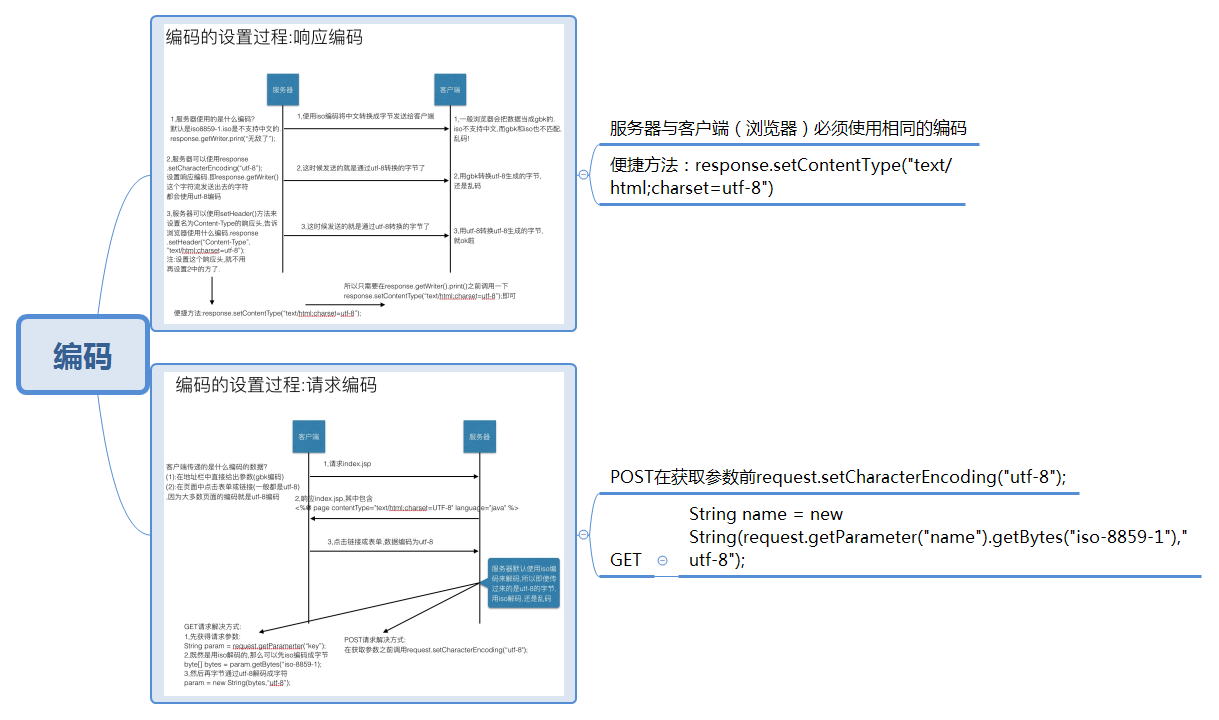 编码
编码的设置过程:响应编码
服务器
客户端
1,服务器使用的是什么编码?
默认是iso8859-1.iso是不支持中文的.
response.getWriter.print("无敌了");
1,使用iso编码将中文转换成字节发送给客户端
1,一般浏览器会把数据当成gbk的.
iso不支持中文,而gbk和iso也不匹配,
乱码!
2,服务器可以使用response
.setCharacterEncoding("utf-8");
设置响应编码.即response.getWriter()
这个字符流发送出去的字符
都会使用utf-8编码
2,这时候发送的就是通过utf-8转换的字节了
2,用gbk转换utf-8生成的字节,
还是乱码
3,服务器可以使用setHeader()方法来
设置名为Content-Type的响应头,告诉
浏览器使用什么编码.response
.setHeader("Content-Type",
"text/html;charset=utf-8");
注:设置这个响应头,就不用
再设置2中的方了.
3,这时候发送的就是通过utf-8转换的字节了
3,用utf-8转换utf-8生成的字节,
就ok啦
所以只需要在response.getWriter().print()之前调用一下
response.setContentType("text/html;charset=utf-8");即可
便捷方法:response.setContentType("text/html;charset=utf-8");
服务器与客户端（浏览器）必须使用相同的编码
便捷方法：response.setContentType("text/
html;charset=utf-8")
编码的设置过程:请求编码
客户端
服务器
客户端传递的是什么编码的数据?
(1):在地址栏中直接给出参数(gbk编码)
(2):在页面中点击表单或链接(一般都是utf-8)
,因为大多数页面的编码就是utf-8编码
1,请求index.jsp
2,响应index.jsp,其中包含
<%@ page contentType="text/html;charset=UTF-8" language="java" %>
3,点击链接或表单,数据编码为utf-8
服务器默认使用iso编
码来解码,所以即使传
过来的是utf-8的字节,
用iso解码,还是乱码
GET请求解决方式:
1,先获得请求参数:
String param = request.getParamerter("key");
2,既然是用iso解码的,那么可以先iso编码成字节
byte[] bytes = param.getBytes("iso-8859-1);
3,然后再字节通过utf-8解码成字符
param = new String(bytes,"utf-8");
POST请求解决方式:
在获取参数之前调用request.setCharacterEncoding("utf-8);
POST在获取参数前request.setCharacterEncoding("utf-8");
GET
String name = new
String(request.getParameter("name").getBytes("iso-8859-1"),"
utf-8");